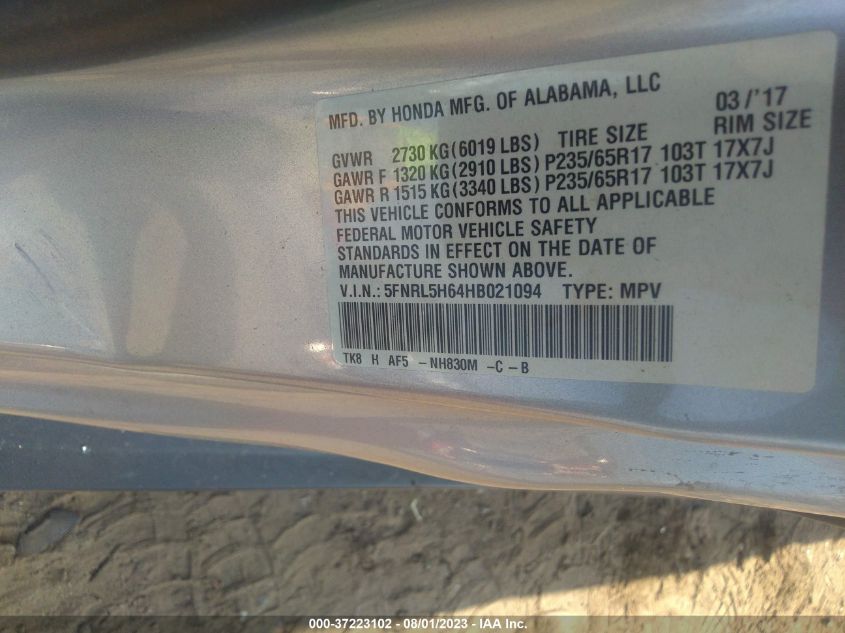 MFD. BY HONDA MFG. OF ALABAMA, LLC 03/'17
GVWR 2730 KG(6019 LBS) TIRE SIZE RIM SIZE
GAWR F 1320 KG(2910 LBS) P235/65R17 103T 17X7J
GAWR R 1515 KG(3340 LBS) P235/65R17 103T 17X7J
THIS VEHICLE CONFORMS TO ALL APPLICABLE
FEDERAL MOTOR VEHICLE SAFETY
STANDARDS IN EFFECT ON THE DATE OF
MANUFACTURE SHOWN ABOVE.
V.I.N.: 5FNRL5H64HB021094 TYPE: MPV
TK8 H AF5 -NH830M -C-B
000-37223102 - 08/01/2023 - IAA Inc.